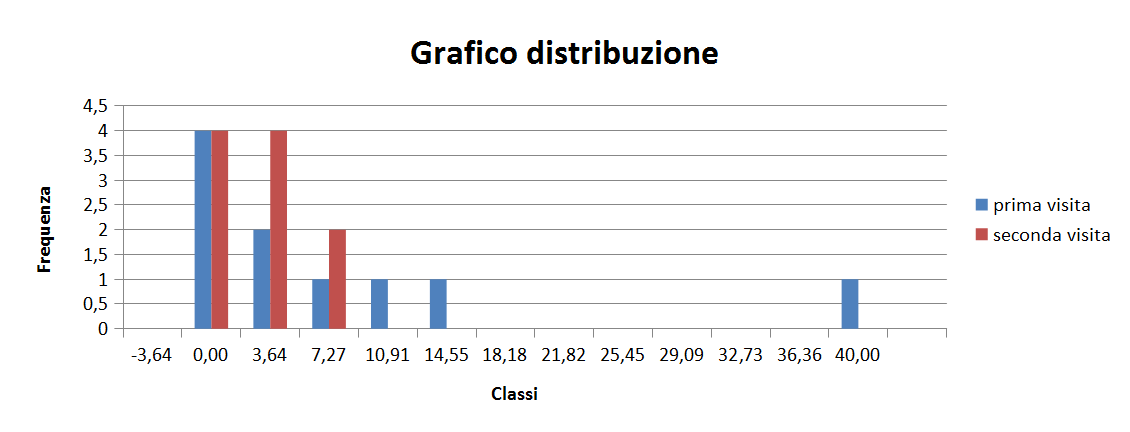 Grafico distribuzione
4,5
4
3,5
3
2,5
2
1,5
1
0,5
0
Frequenza
-3,64 0,00 3,64 7,27 10,91 14,55 18,18 21,82 25,45 29,09 32,73 36,36 40,00
Classi
prima visita
seconda visita